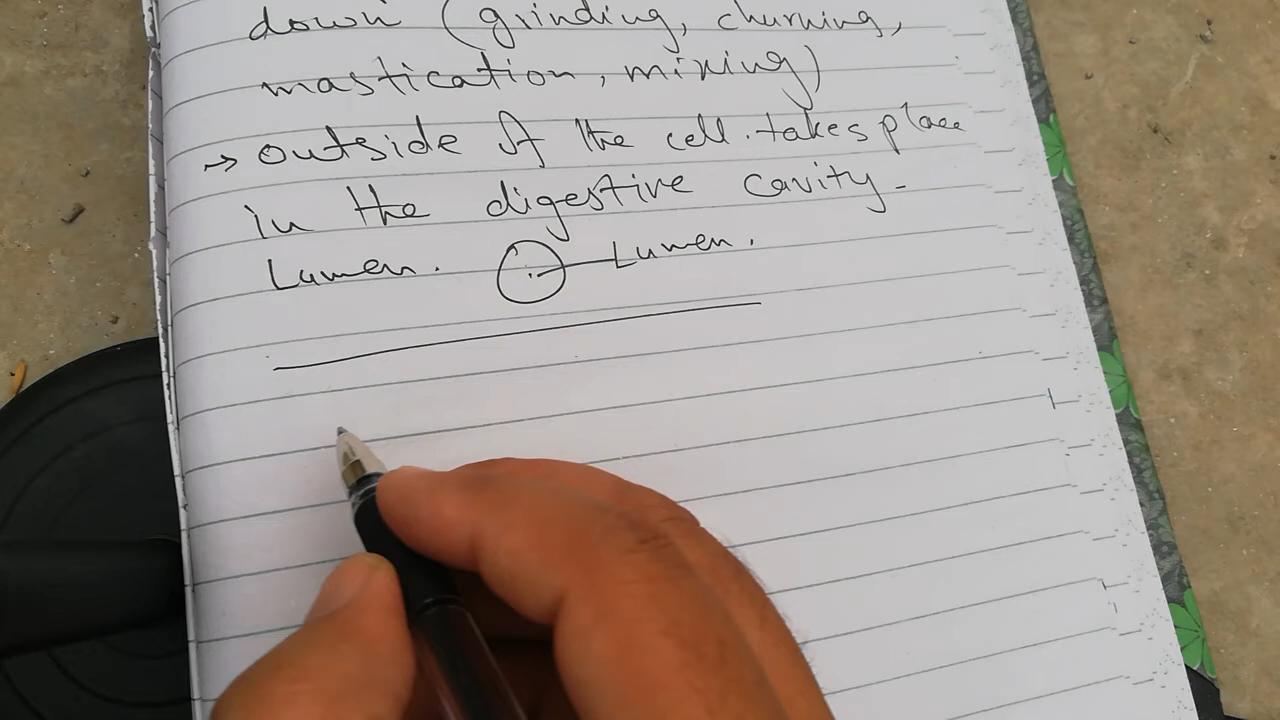 down (grinding, churning,
mastication, mixing)
→ outside of the cell. takes place
in the digestive cavity-
Lumen. Lumen.